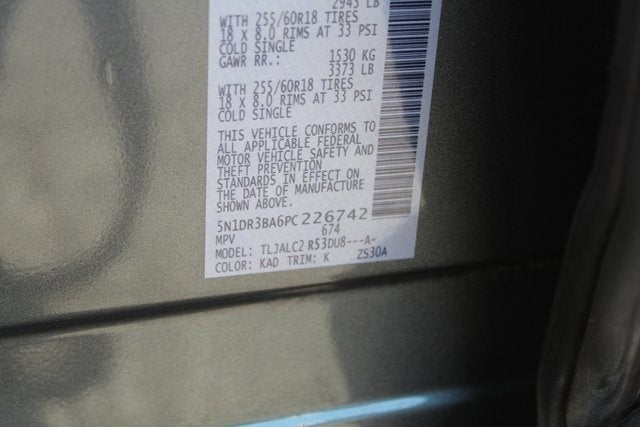 2943 LB
WITH 255/60R18 TIRES
18 X 8.0 RIMS AT 33 PSI
COLD SINGLE
GAWR RR.: 1530 KG
3373 LB
WITH 255/60R18 TIRES
18 X 8.0 RIMS AT 33 PSI
COLD SINGLE
THIS VEHICLE CONFORMS TO
ALL APPLICABLE FEDERAL
MOTOR VEHICLE SAFETY AND
THEFT PREVENTION
STANDARDS IN EFFECT ON
THE DATE OF MANUFACTURE
SHOWN ABOVE.
5N1DR3BA6PC226742
MPV 674
MODEL: TLJALC2 R53DU8---A-
COLOR: KAD TRIM: K ZS30A